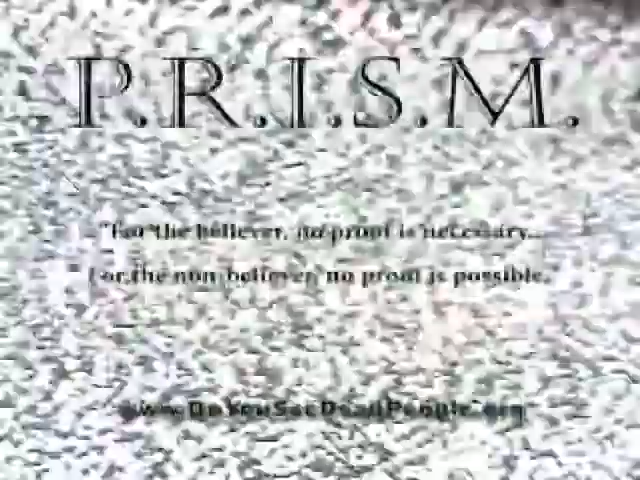 P.R.I.S.M.
"For the believer, no proof is necessary...
For the non-believer, no proof is possible."
www.DoYouSeeDeadPeople.org